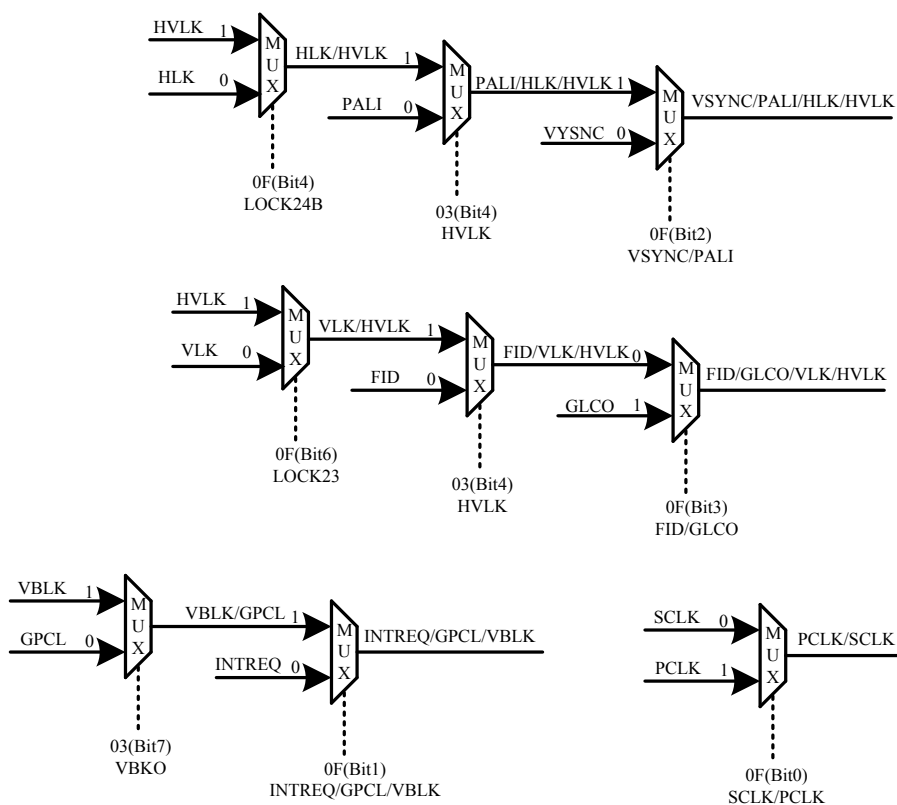 HVLK 1
HLK 0
M
U
X
HLK/HVLK 1
PALI 0
M
U
X
PALI/HLK/HVLK 1
VYSNC 0
M
U
X
VSYNC/PALI/HLK/HVLK
0F(Bit4)
LOCK24B
03(Bit4)
HVLK
0F(Bit2)
VSYNC/PALI
HVLK 1
VLK 0
M
U
X
VLK/HVLK 1
FID 0
M
U
X
FID/VLK/HVLK 0
GLCO 1
M
U
X
FID/GLCO/VLK/HVLK
0F(Bit6)
LOCK23
03(Bit4)
HVLK
0F(Bit3)
FID/GLCO
VBLK 1
GPCL 0
M
U
X
VBLK/GPCL 1
INTREQ 0
M
U
X
INTREQ/GPCL/VBLK
03(Bit7)
VBKO
0F(Bit1)
INTREQ/GPCL/VBLK
SCLK 0
PCLK 1
M
U
X
PCLK/SCLK
0F(Bit0)
SCLK/PCLK